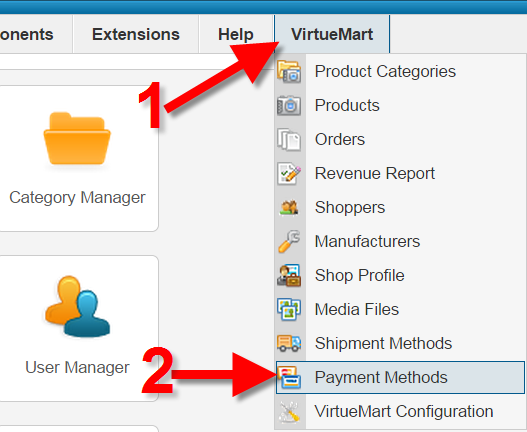 onents Extensions Help VirtueMart
1
Category Manager
User Manager
2
Product Categories
Products
Orders
Revenue Report
Shoppers
Manufacturers
Shop Profile
Media Files
Shipment Methods
Payment Methods
VirtueMart Configuration